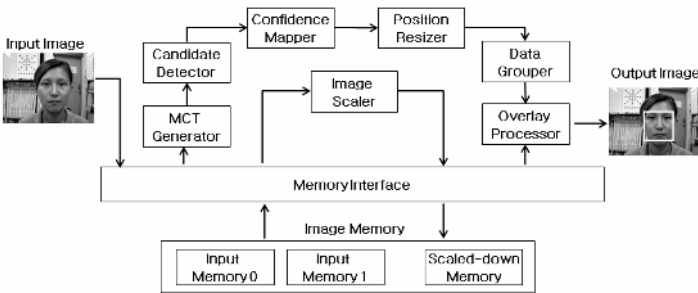 Input Image
Candidate
Detector
MCT
Generator
Confidence
Mapper
Position
Resizer
Image
Scaler
Data
Grouper
Overlay
Processor
Output Image
Memory Interface
Image Memory
Input
Memory 0
Input
Memory 1
Scaled-down
Memory